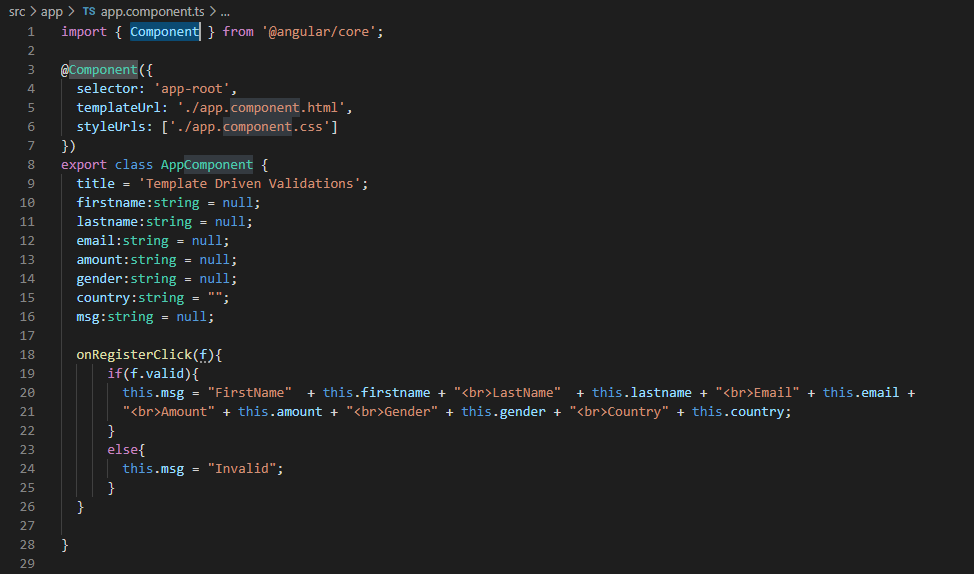 src > app > TS app.component.ts > ...
1 import { Component } from '@angular/core';
2
3 @Component({
4   selector: 'app-root',
5   templateUrl: './app.component.html',
6   styleUrls: ['./app.component.css']
7 })
8 export class AppComponent {
9   title = 'Template Driven Validations';
10   firstname:string = null;
11   lastname:string = null;
12   email:string = null;
13   amount:string = null;
14   gender:string = null;
15   country:string = "";
16   msg:string = null;
17
18   onRegisterClick(f){
19       if(f.valid){
20         this.msg = "FirstName"  + this.firstname + "<br>LastName"  + this.lastname + "<br>Email" + this.email +
21         "<br>Amount" + this.amount + "<br>Gender" + this.gender + "<br>Country" + this.country;
22       }
23       else{
24         this.msg = "Invalid";
25       }
26   }
27
28 }
29